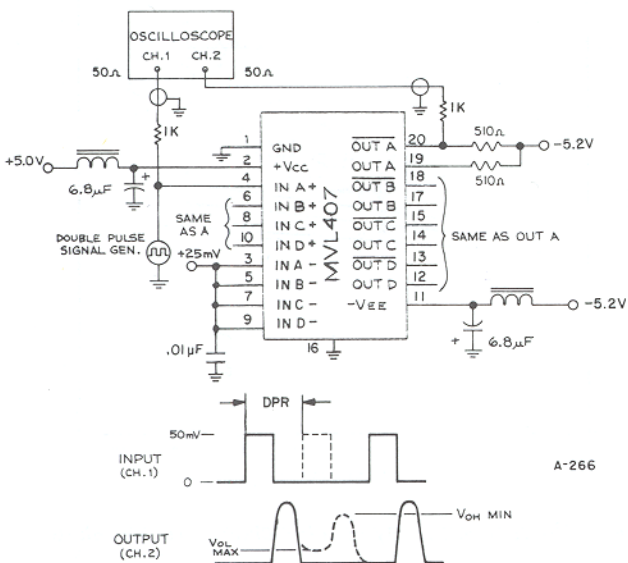 OSCILLOSCOPE
CH.1 CH.2
50Ω 50Ω
1K
1K
+5.0V
6.8µF
+
DOUBLE PULSE
SIGNAL GEN.
SAME
AS A
+25mV
.01µF
1 GND
2 +Vcc
4 IN A+
6 IN B+
8 IN C+
10 IN D+
3 IN A-
5 IN B-
7 IN C-
9 IN D-
16
MVL407
OUT A 20
OUT A 19
OUT B 18
OUT B 17
OUT C 15
OUT C 14
OUT D 13
OUT D 12
-VEE 11
510Ω
510Ω
-5.2V
SAME AS OUT A
-5.2V
+
6.8µF
DPR
50mV
INPUT
(CH.1)
0
A-266
OUTPUT
(CH.2)
VOL
MAX
VOH MIN